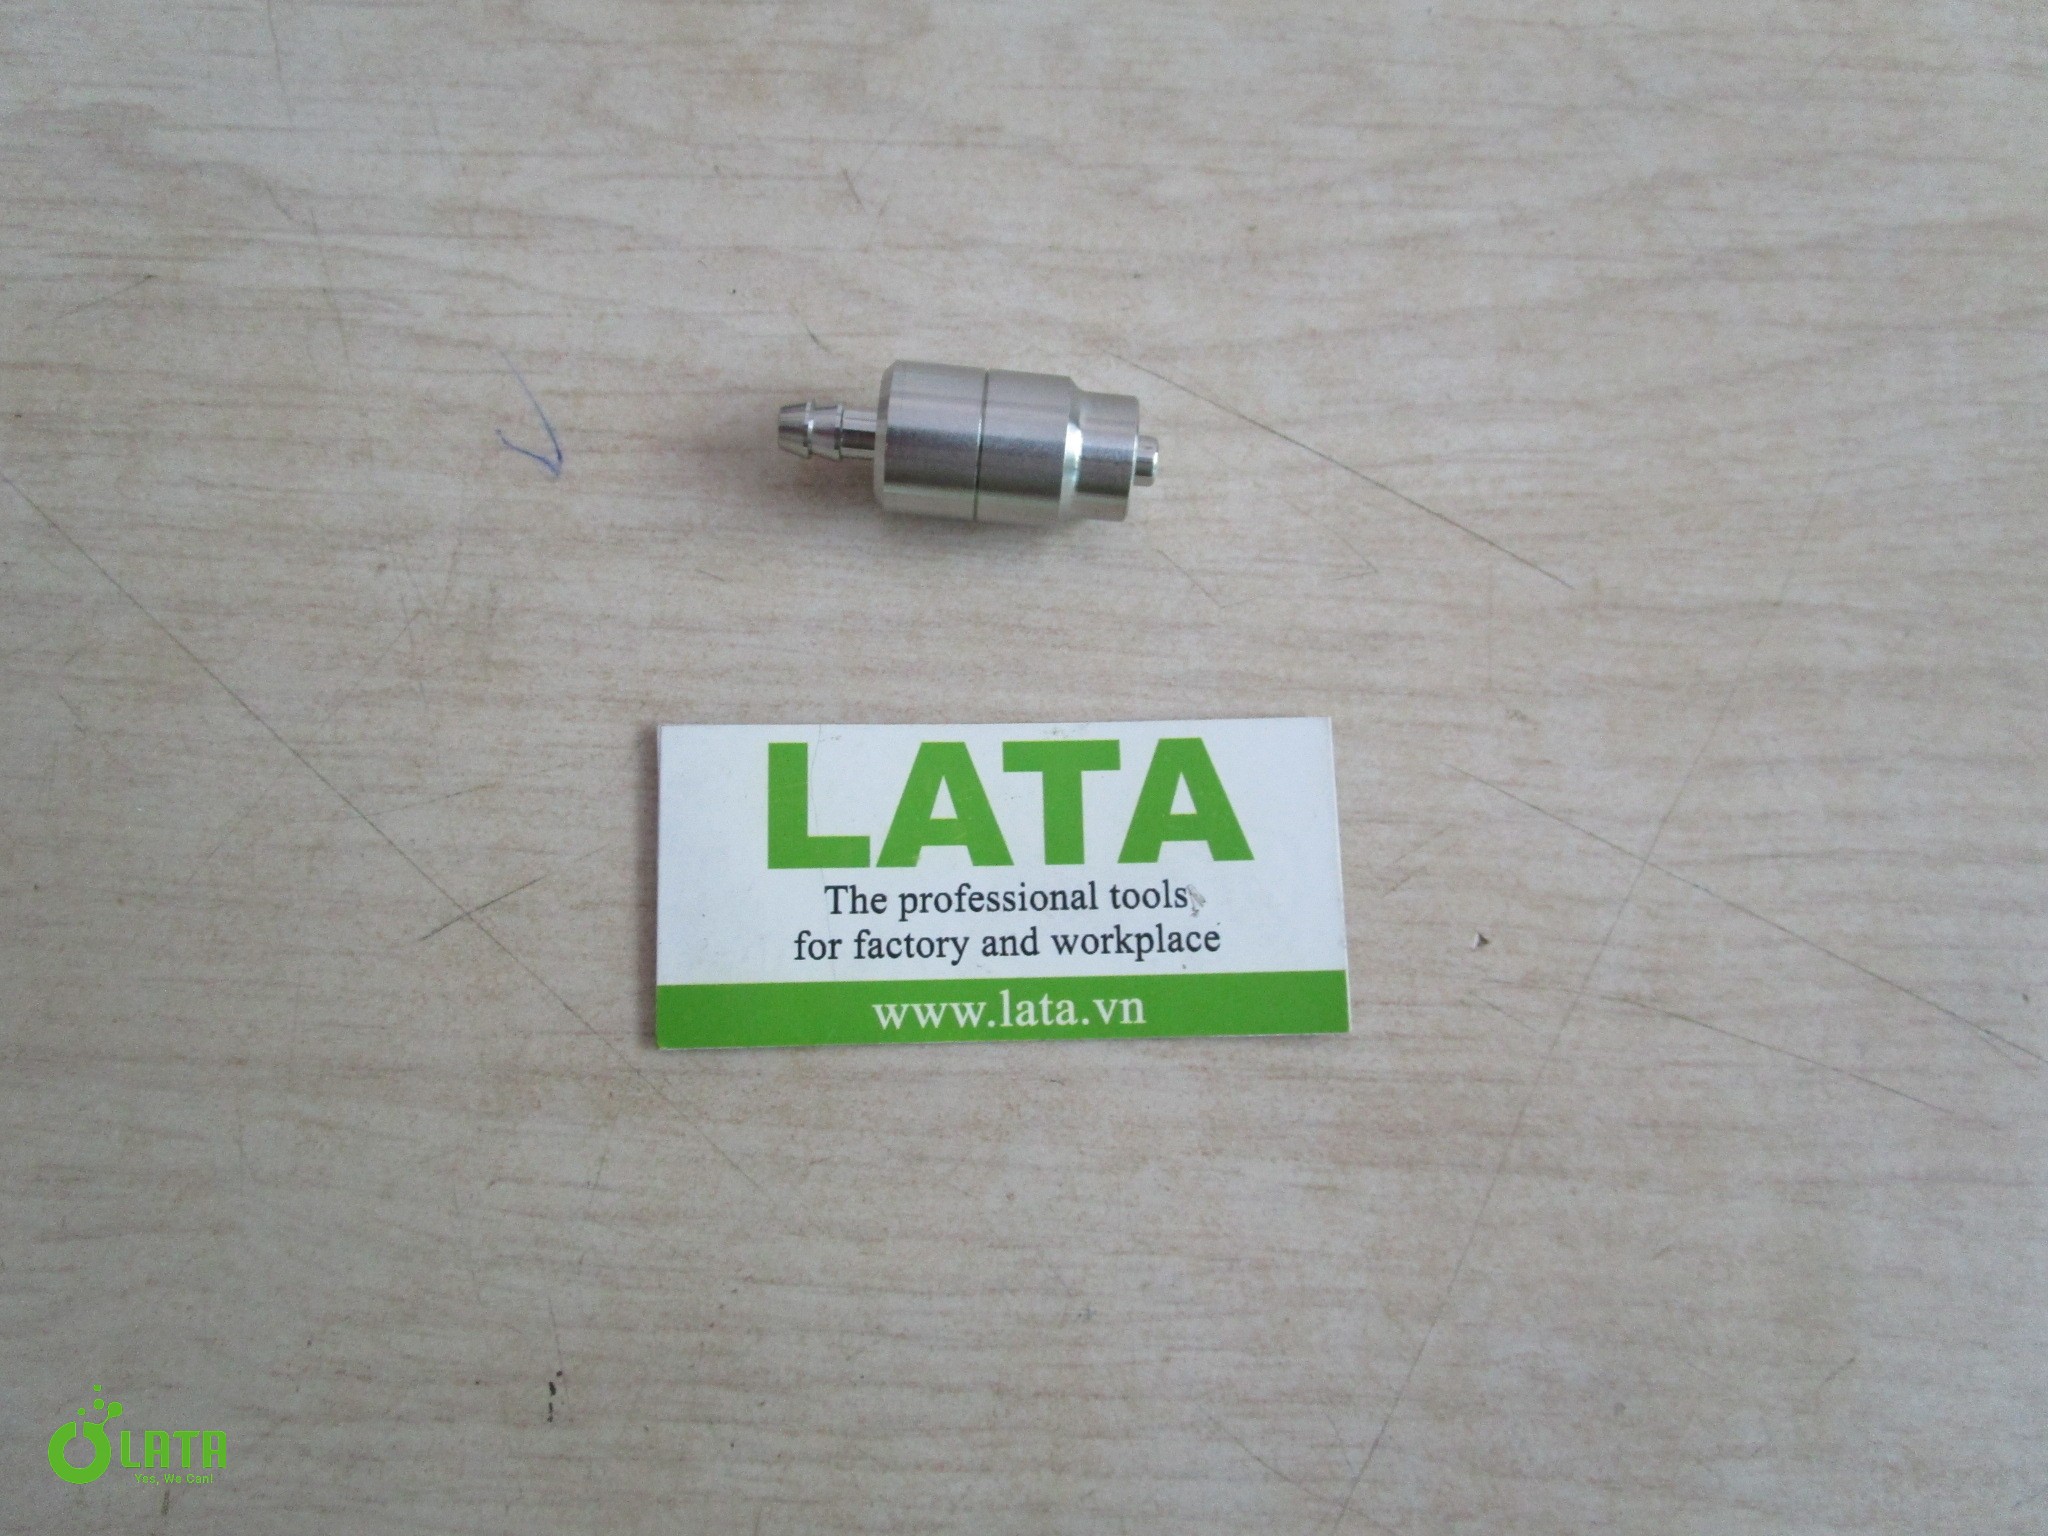 LATA
The professional tools
for factory and workplace
www.lata.vn
LATA
Yes, We Can!